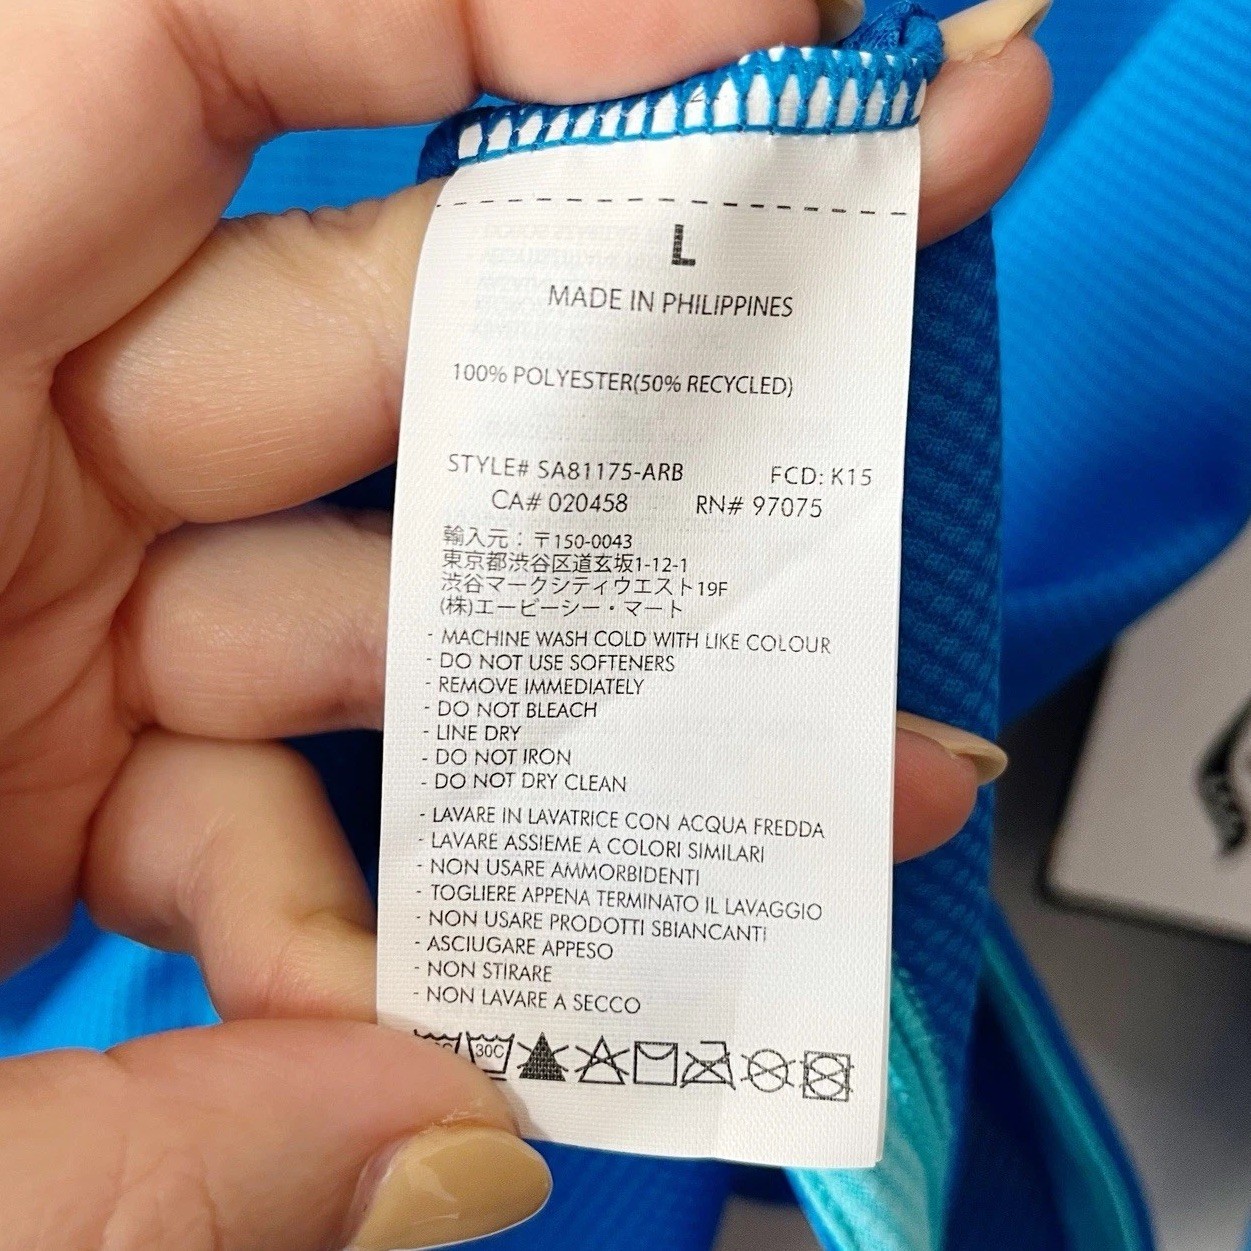 L
MADE IN PHILIPPINES
100% POLYESTER(50% RECYCLED)
STYLE# SA81175-ARB FCD: K15
CA# 020458 RN# 97075
輸入元：〒150-0043
東京都渋谷区道玄坂1-12-1
渋谷マークシティウエスト19F
(株)エービーシー・マート
- MACHINE WASH COLD WITH LIKE COLOUR
- DO NOT USE SOFTENERS
- REMOVE IMMEDIATELY
- DO NOT BLEACH
- LINE DRY
- DO NOT IRON
- DO NOT DRY CLEAN
- LAVARE IN LAVATRICE CON ACQUA FREDDA
- LAVARE ASSIEME A COLORI SIMILARI
- NON USARE AMMORBIDENTI
- TOGLIERE APPENA TERMINATO IL LAVAGGIO
- NON USARE PRODOTTI SBIANCANTI
- ASCIUGARE APPESO
- NON STIRARE
- NON LAVARE A SECCO
30C